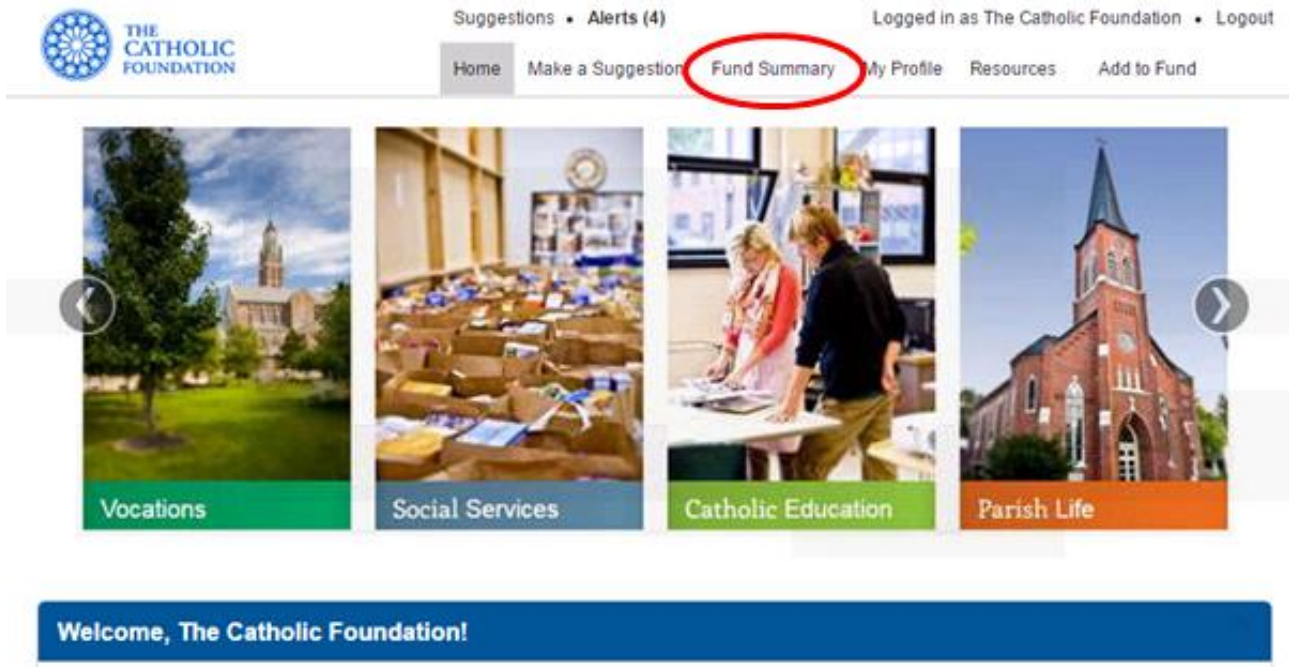 THE
CATHOLIC
FOUNDATION
Suggestions • Alerts (4)
Logged in as The Catholic Foundation • Logout
Home Make a Suggestion Fund Summary My Profile Resources Add to Fund
Vocations
Social Services
Catholic Education
Parish Life
Welcome, The Catholic Foundation!